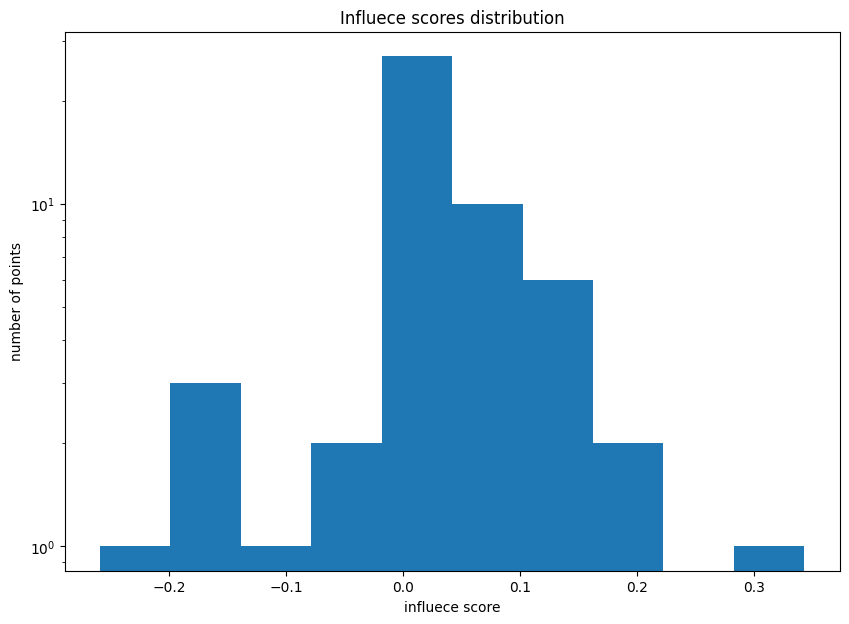 Influece scores distribution
number of points
10¹
10⁰
−0.2
−0.1
0.0
0.1
0.2
0.3
influece score